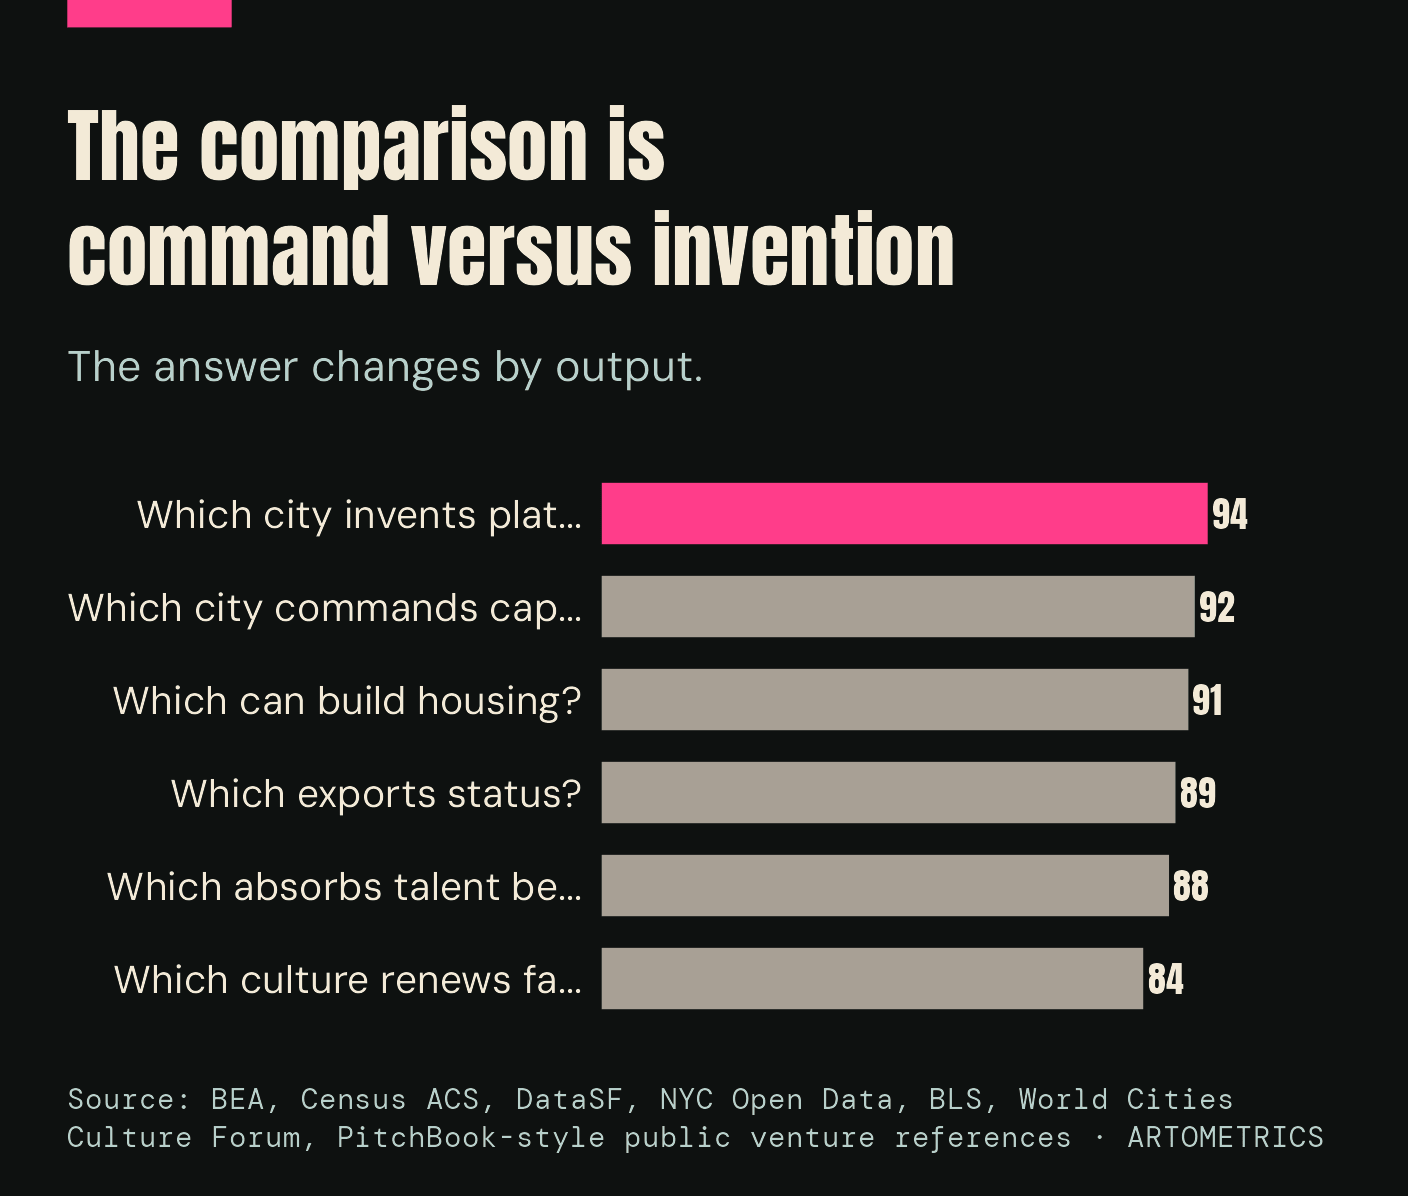 The comparison is
command versus invention
The answer changes by output.
Which city invents plat... 94
Which city commands cap... 92
Which can build housing? 91
Which exports status? 89
Which absorbs talent be... 88
Which culture renews fa... 84
Source: BEA, Census ACS, DataSF, NYC Open Data, BLS, World Cities
Culture Forum, PitchBook-style public venture references · ARTOMETRICS